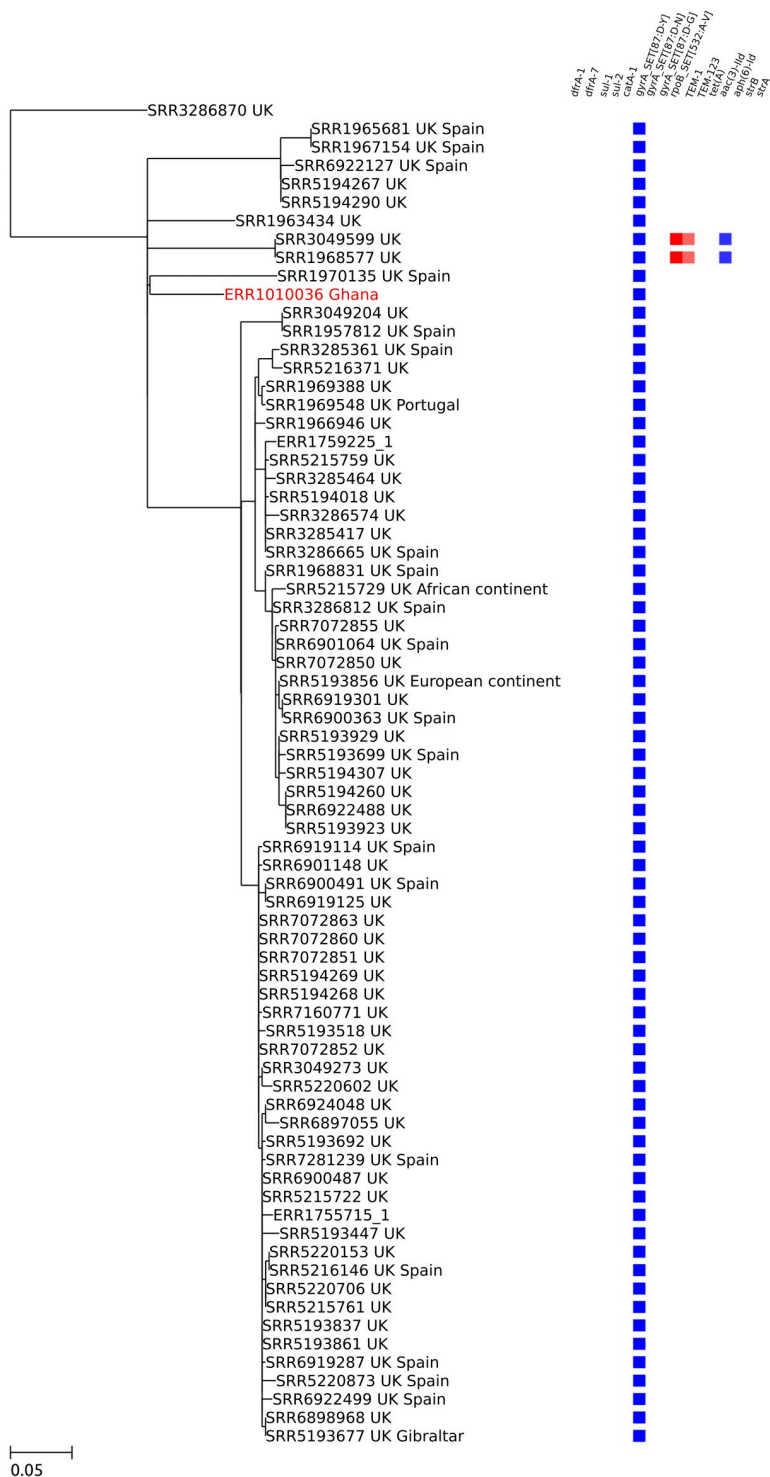 dfrA-1
dfrA-7
sul-1
sul-2
catA-1
gyrA_SET[87:D-Y]
gyrA_SET[87:D-N]
gyrA_SET[87:D-G]
rpoB_SET[532:A-V]
TEM-1
TEM-123
tet(A)
aac(3)-IId
aph(6)-Id
strB
strA
SRR3286870 UK
SRR1965681 UK Spain
SRR1967154 UK Spain
SRR6922127 UK Spain
SRR5194267 UK
SRR5194290 UK
SRR1963434 UK
SRR3049599 UK
SRR1968577 UK
SRR1970135 UK Spain
ERR1010036 Ghana
SRR3049204 UK
SRR1957812 UK Spain
SRR3285361 UK Spain
SRR5216371 UK
SRR1969388 UK
SRR1969548 UK Portugal
SRR1966946 UK
ERR1759225_1
SRR5215759 UK
SRR3285464 UK
SRR5194018 UK
SRR3286574 UK
SRR3285417 UK
SRR3286665 UK Spain
SRR1968831 UK Spain
SRR5215729 UK African continent
SRR3286812 UK Spain
SRR7072855 UK
SRR6901064 UK Spain
SRR7072850 UK
SRR5193856 UK European continent
SRR6919301 UK
SRR6900363 UK Spain
SRR5193929 UK
SRR5193699 UK Spain
SRR5194307 UK
SRR5194260 UK
SRR6922488 UK
SRR5193923 UK
SRR6919114 UK Spain
SRR6901148 UK
SRR6900491 UK Spain
SRR6919125 UK
SRR7072863 UK
SRR7072860 UK
SRR7072851 UK
SRR5194269 UK
SRR5194268 UK
SRR7160771 UK
SRR5193518 UK
SRR7072852 UK
SRR3049273 UK
SRR5220602 UK
SRR6924048 UK
SRR6897055 UK
SRR5193692 UK
SRR7281239 UK Spain
SRR6900487 UK
SRR5215722 UK
ERR1755715_1
SRR5193447 UK
SRR5220153 UK
SRR5216146 UK Spain
SRR5220706 UK
SRR5215761 UK
SRR5193837 UK
SRR5193861 UK
SRR6919287 UK Spain
SRR5220873 UK Spain
SRR6922499 UK Spain
SRR6898968 UK
SRR5193677 UK Gibraltar
0.05